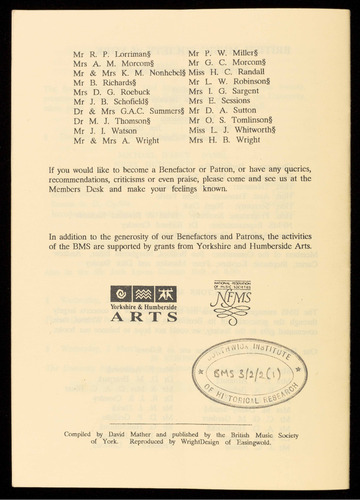 Mr R. P. Lorriman§ Mr P. W. Miller§
Mrs A. M. Morcom§ Mr G. C. Morcom§
Mr & Mrs K. M. Nonhebel§ Miss H. C. Randall
Mr B. Richards§ Mr L. W. Robinson§
Mrs D. G. Roebuck Mrs I. G. Sargent
Mr J. B. Schofield§ Mrs E. Sessions
Dr & Mrs G.A.C. Summers§ Mr D. A. Sutton
Dr M. J. Thomson§ Mr O. S. Tomlinson§
Mr J. I. Watson Miss L. J. Whitworth§
Mr & Mrs A. Wright Mrs H. B. Wright
If you would like to become a Benefactor or Patron, or have any queries,
recommendations, criticisms or even praise, please come and see us at the
Members Desk and make your feelings known.
In addition to the generosity of our Benefactors and Patrons, the activities
of the BMS are supported by grants from Yorkshire and Humberside Arts.
Yorkshire & Humberside
ARTS
NATIONAL FEDERATION
OF MUSIC SOCIETIES
NFMS
BORTHWICK INSTITUTE
* BMS 3/2/2(1) *
OF HISTORICAL RESEARCH
Compiled by David Mather and published by the British Music Society
of York. Reproduced by WrightDesign of Easingwold.